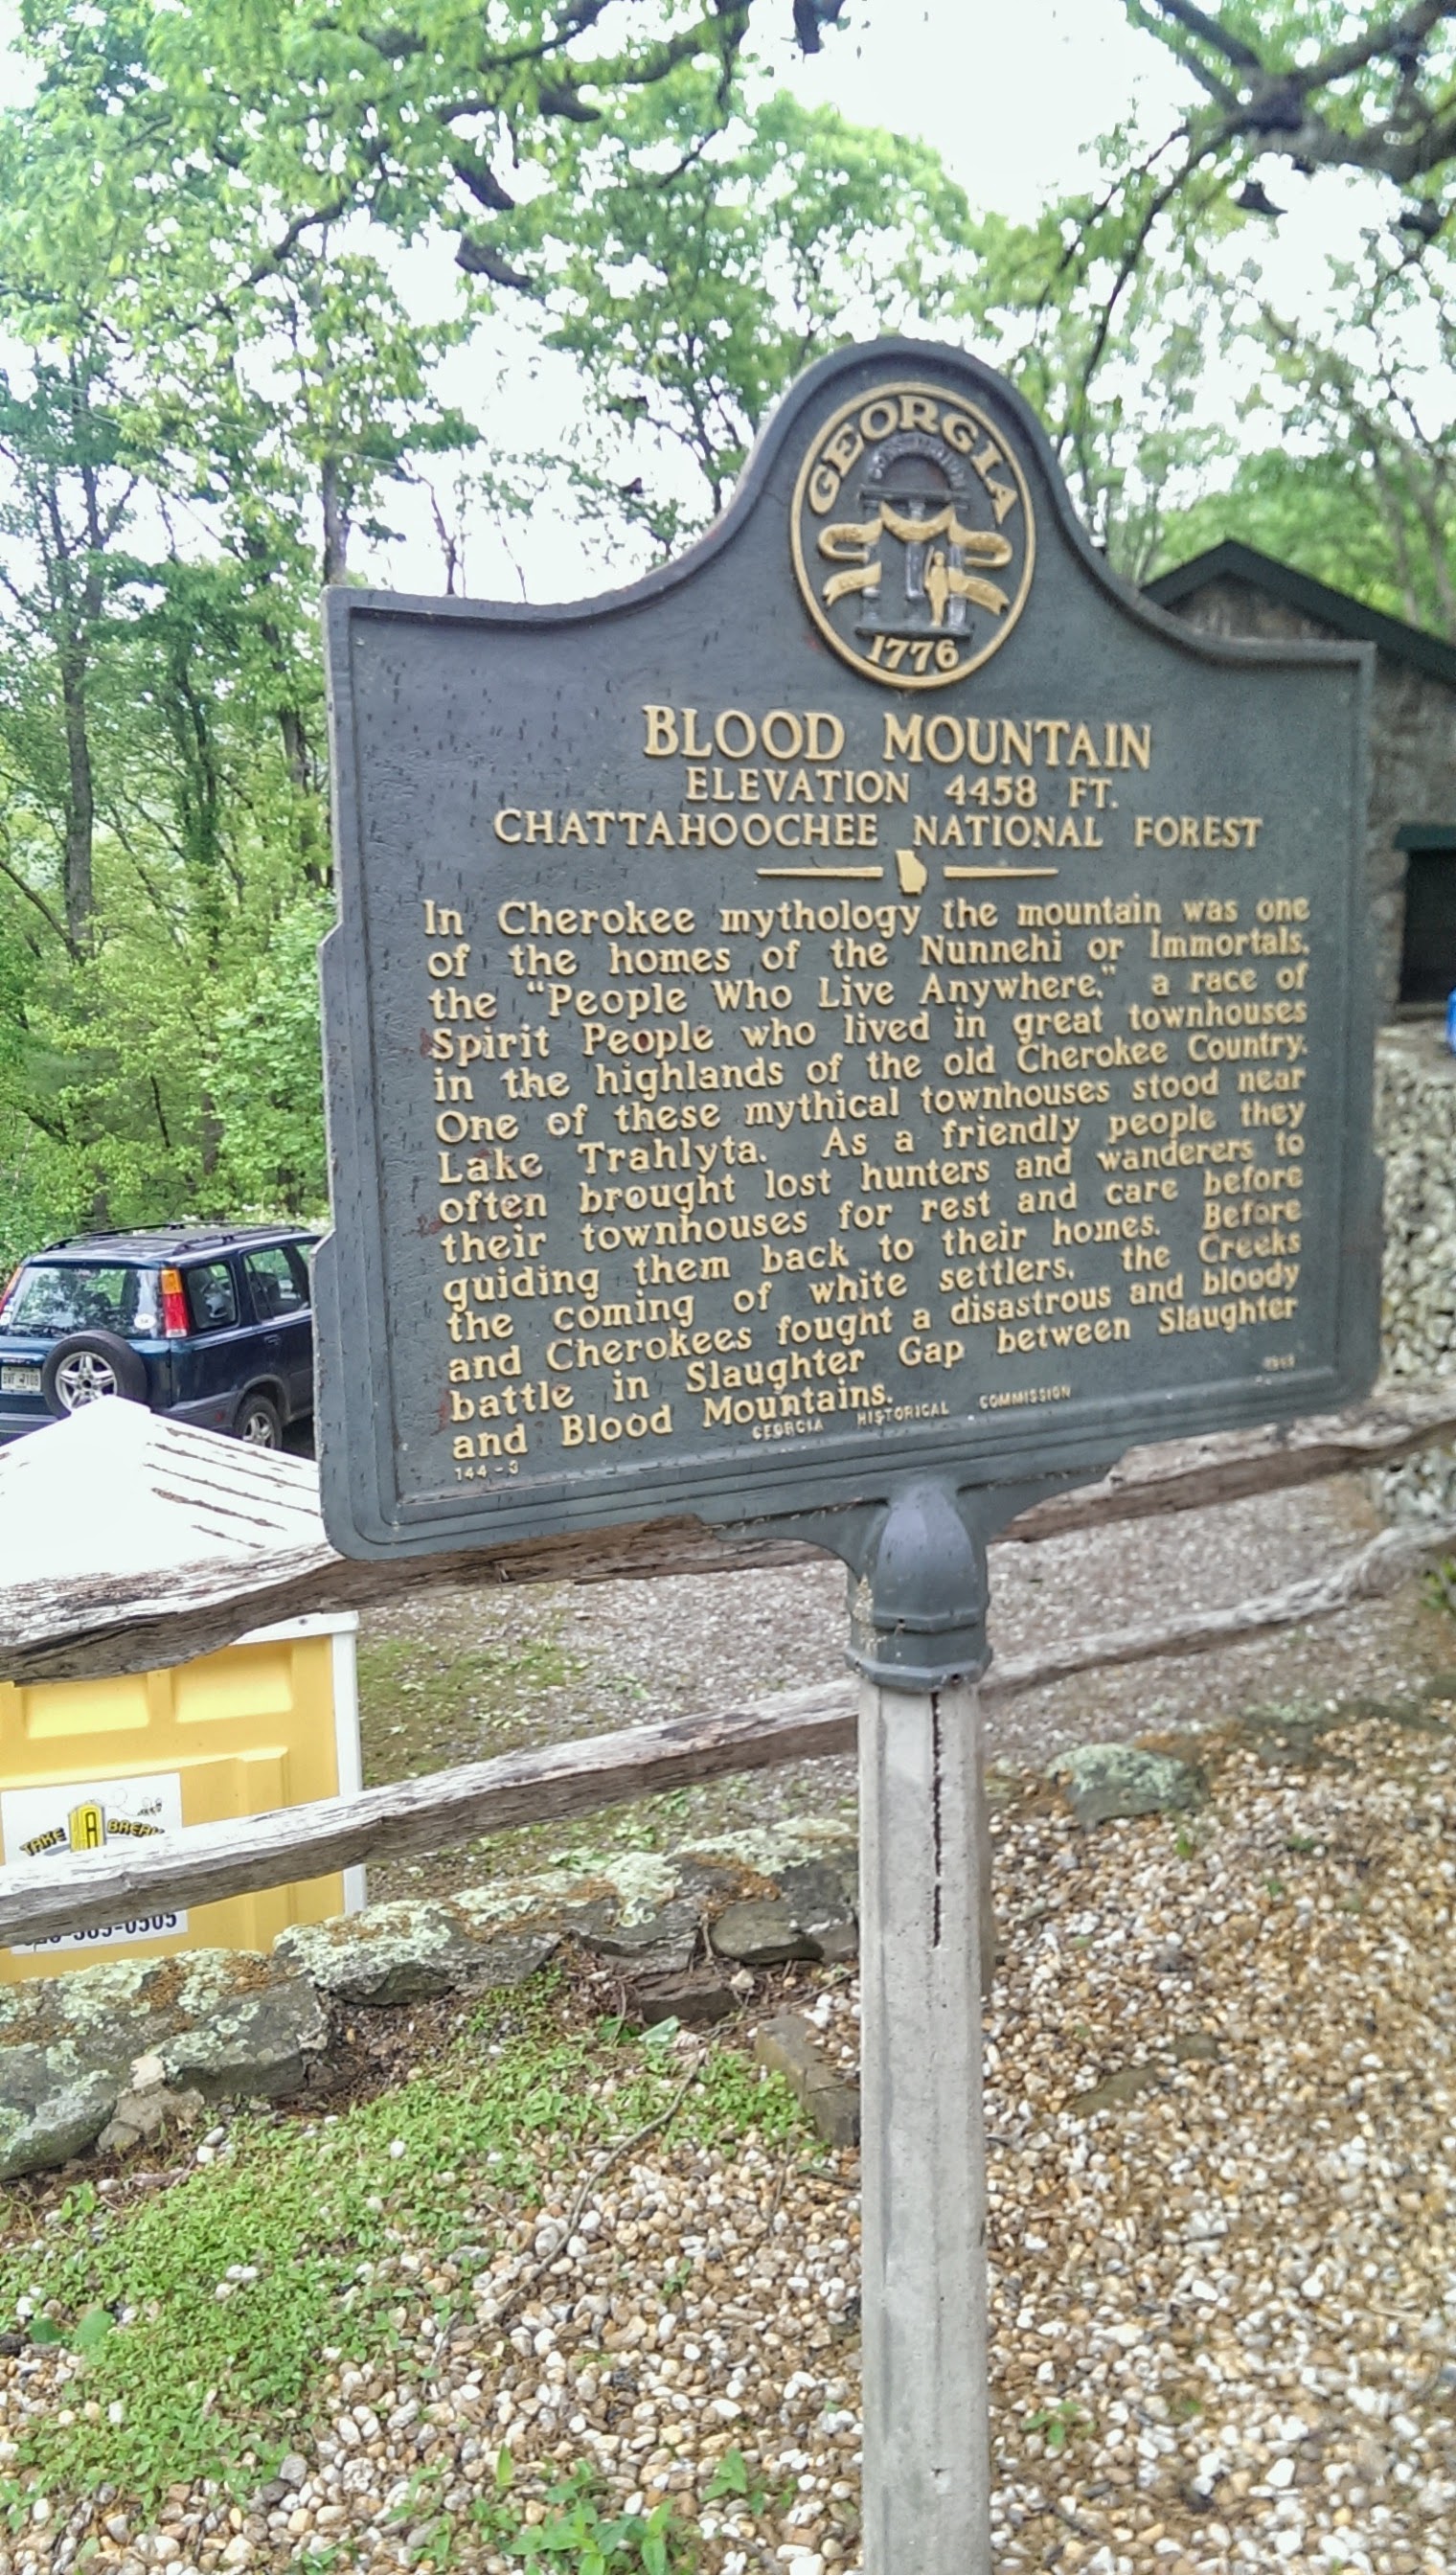 GEORGIA
1776
BLOOD MOUNTAIN
ELEVATION 4458 FT.
CHATTAHOOCHEE NATIONAL FOREST
In Cherokee mythology the mountain was one
of the homes of the Nunnehi or Immortals,
the "People Who Live Anywhere," a race of
Spirit People who lived in great townhouses
in the highlands of the old Cherokee Country.
One of these mythical townhouses stood near
Lake Trahlyta. As a friendly people they
often brought lost hunters and wanderers to
their townhouses for rest and care before
guiding them back to their homes. Before
the coming of white settlers, the Creeks
and Cherokees fought a disastrous and bloody
battle in Slaughter Gap between Slaughter
and Blood Mountains.
144-3 GEORGIA HISTORICAL COMMISSION
TAKE A BREAK